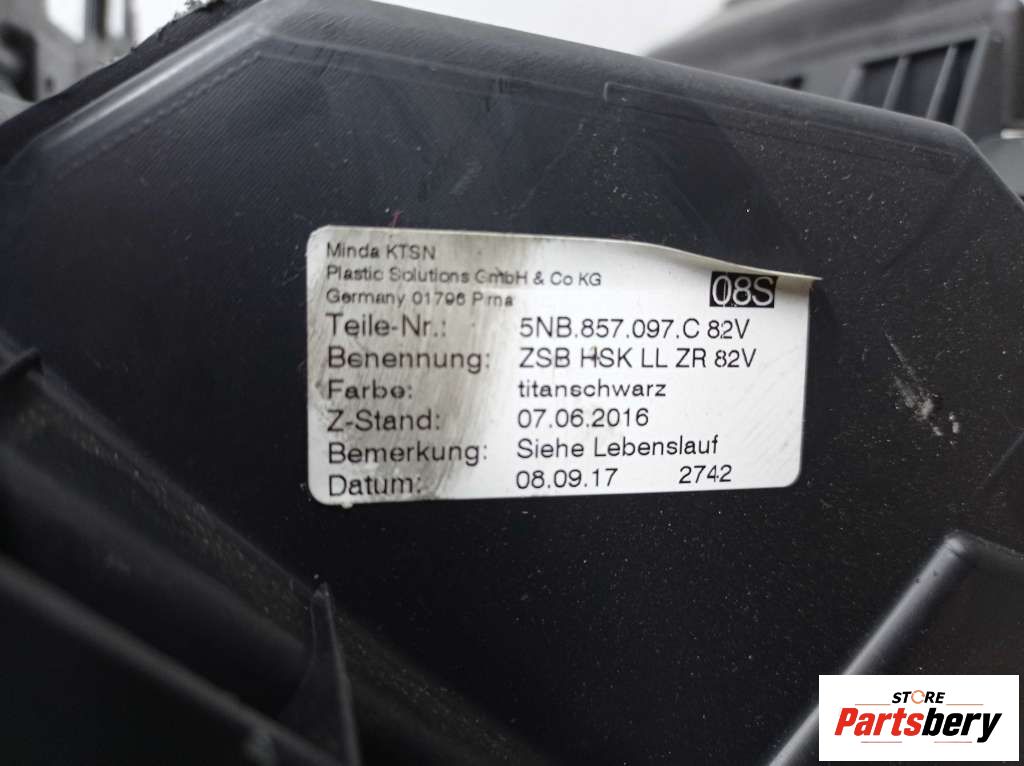 Minda KTSN
Plastic Solutions GmbH & Co KG
Germany 01796 Pirna
08S
Teile-Nr.: 5NB.857.097.C 82V
Benennung: ZSB HSK LL ZR 82V
Farbe: titanschwarz
Z-Stand: 07.06.2016
Bemerkung: Siehe Lebenslauf
Datum: 08.09.17 2742
STORE
Partsbery